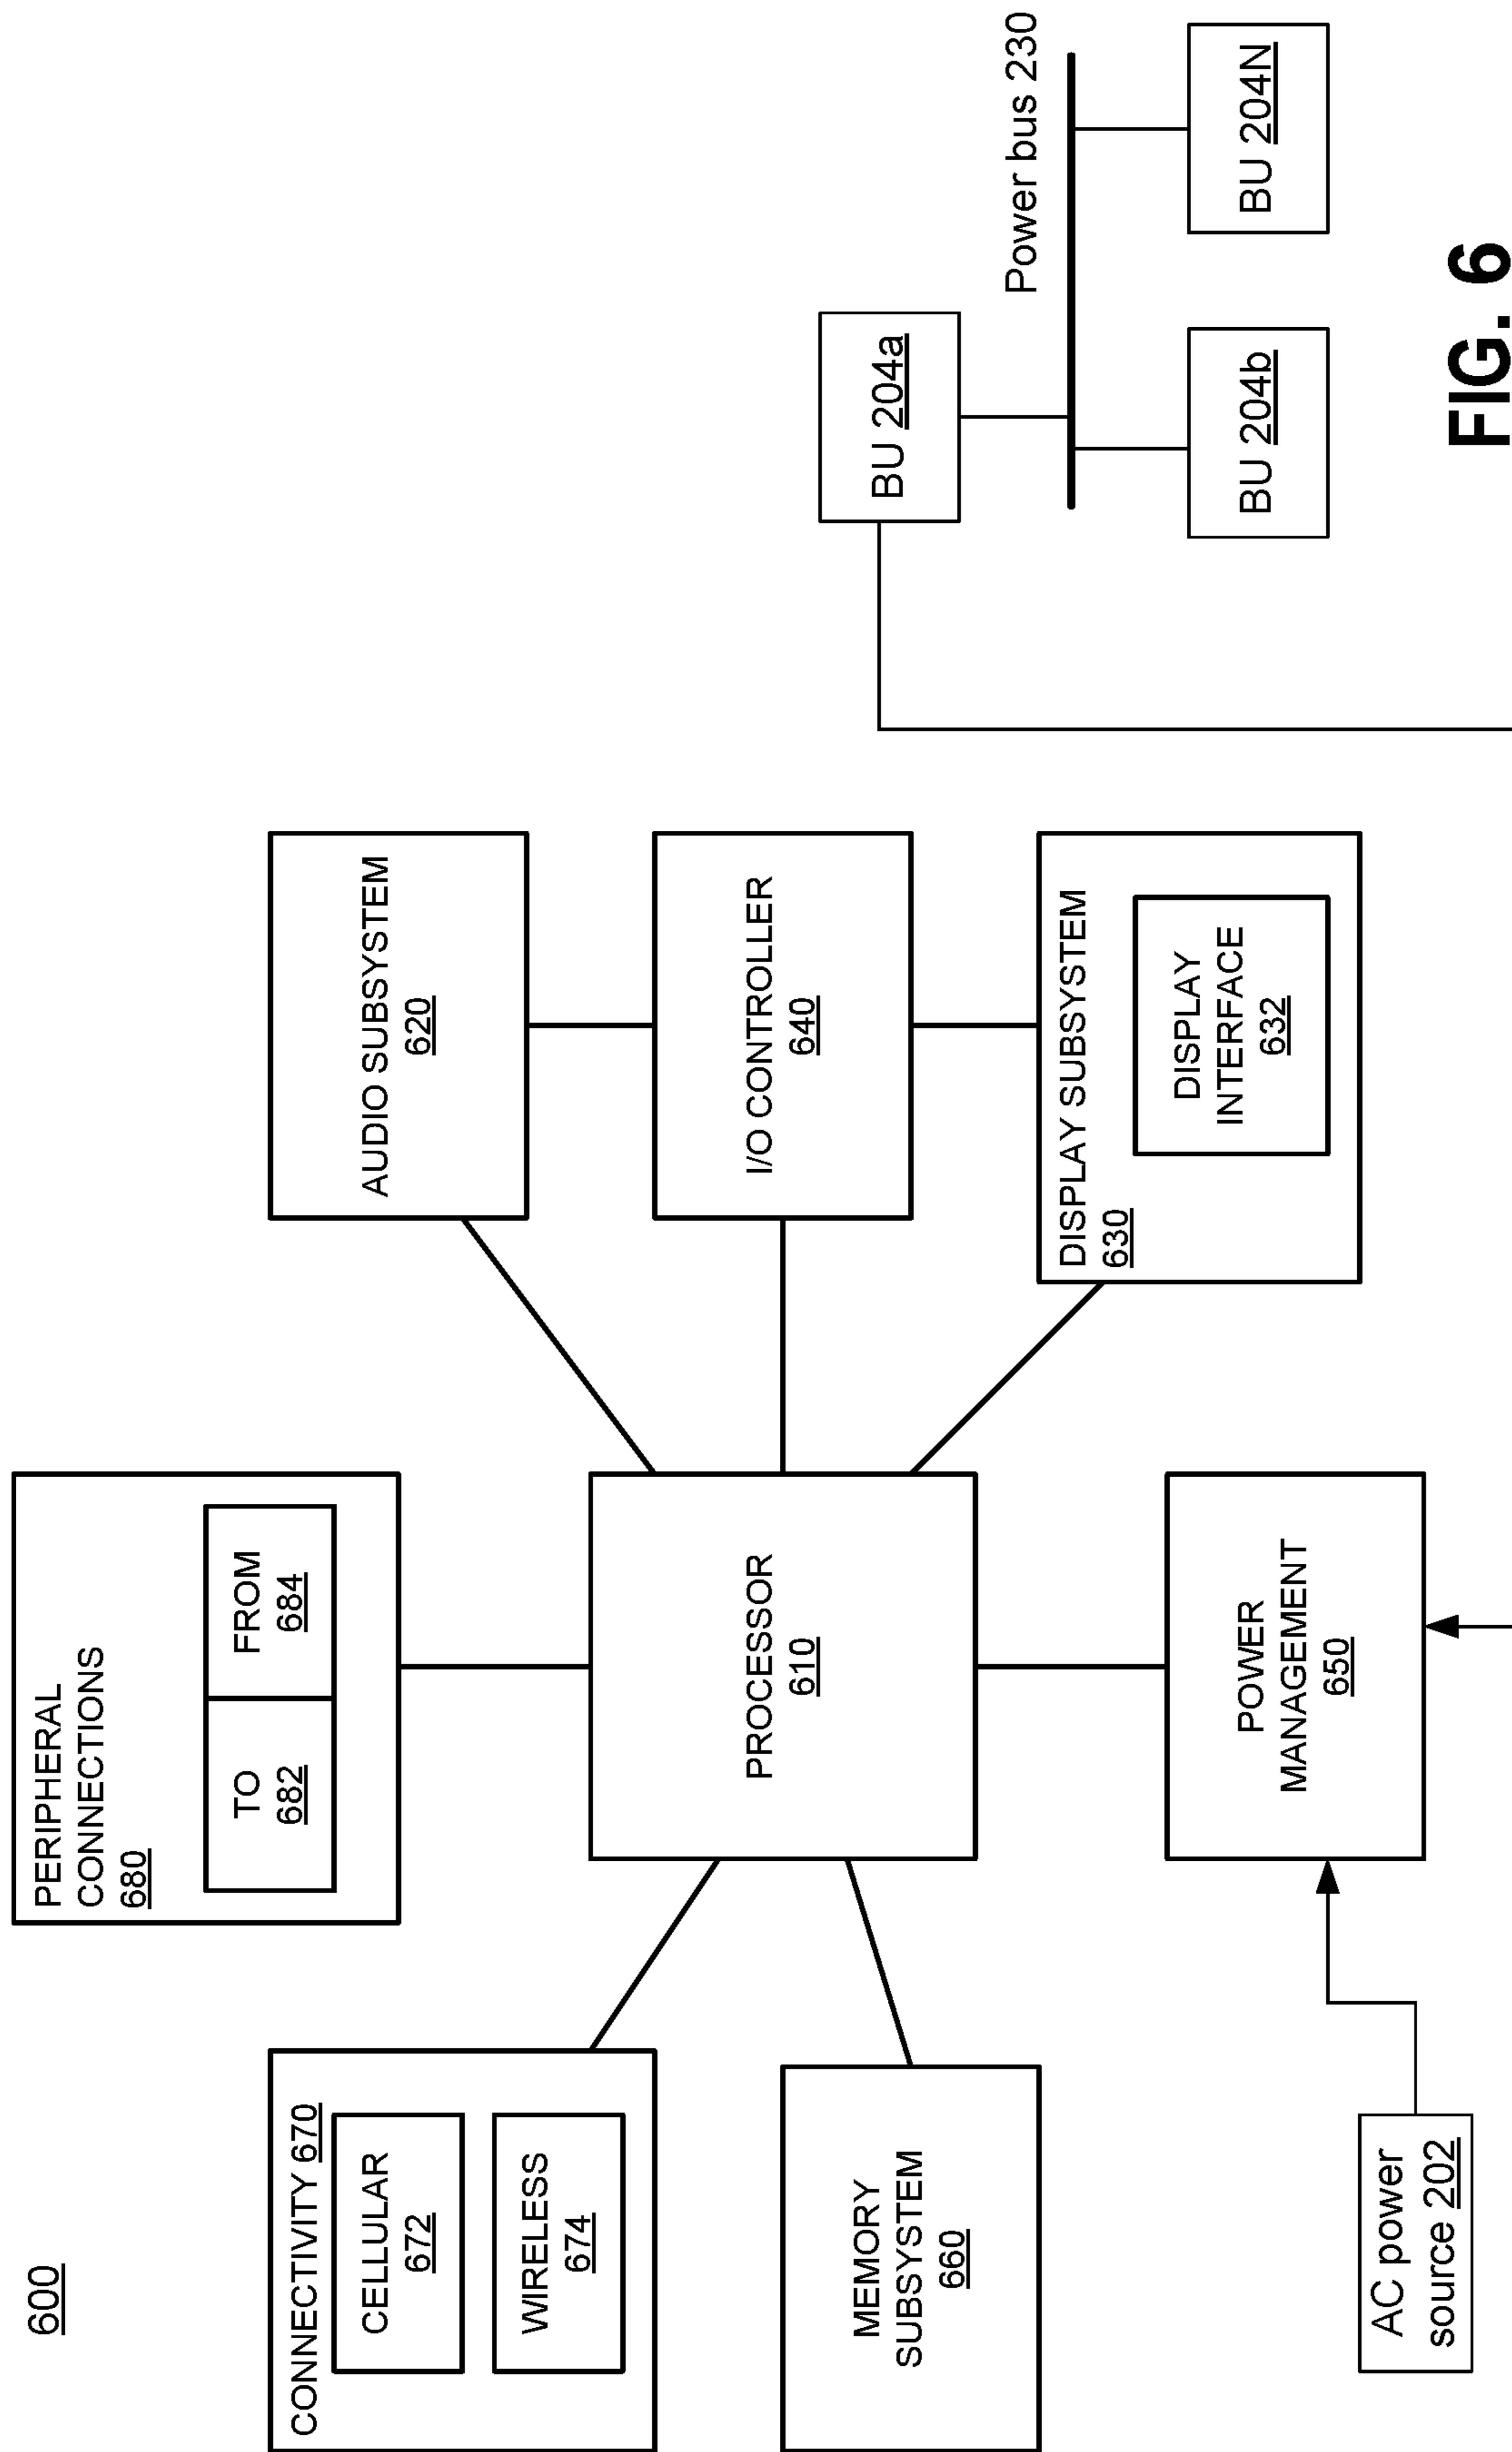 600
PERIPHERAL
CONNECTIONS
680
TO
682
FROM
684
CONNECTIVITY 670
CELLULAR
672
WIRELESS
674
AUDIO SUBSYSTEM
620
PROCESSOR
610
I/O CONTROLLER
640
MEMORY
SUBSYSTEM
660
DISPLAY SUBSYSTEM
630
DISPLAY
INTERFACE
632
POWER
MANAGEMENT
650
AC power
source 202
BU 204a
Power bus 230
BU 204b
BU 204N
FIG. 6